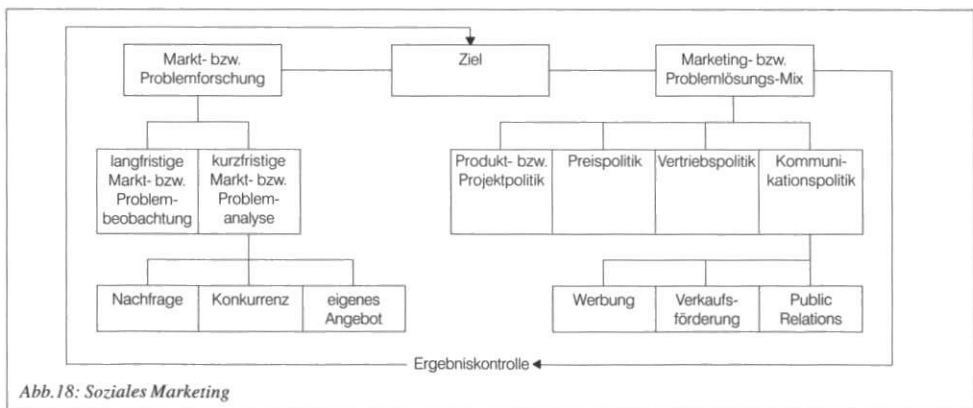 Markt- bzw.
Problemforschung
Ziel
Marketing- bzw.
Problemlösungs-Mix
langfristige
Markt- bzw.
Problem-
beobachtung
kurzfristige
Markt- bzw.
Problem-
analyse
Produkt- bzw.
Projektpolitik
Preispolitik
Vertriebspolitik
Kommuni-
kationspolitik
Nachfrage
Konkurrenz
eigenes
Angebot
Werbung
Verkaufs-
förderung
Public
Relations
Ergebniskontrolle
Abb.18: Soziales Marketing